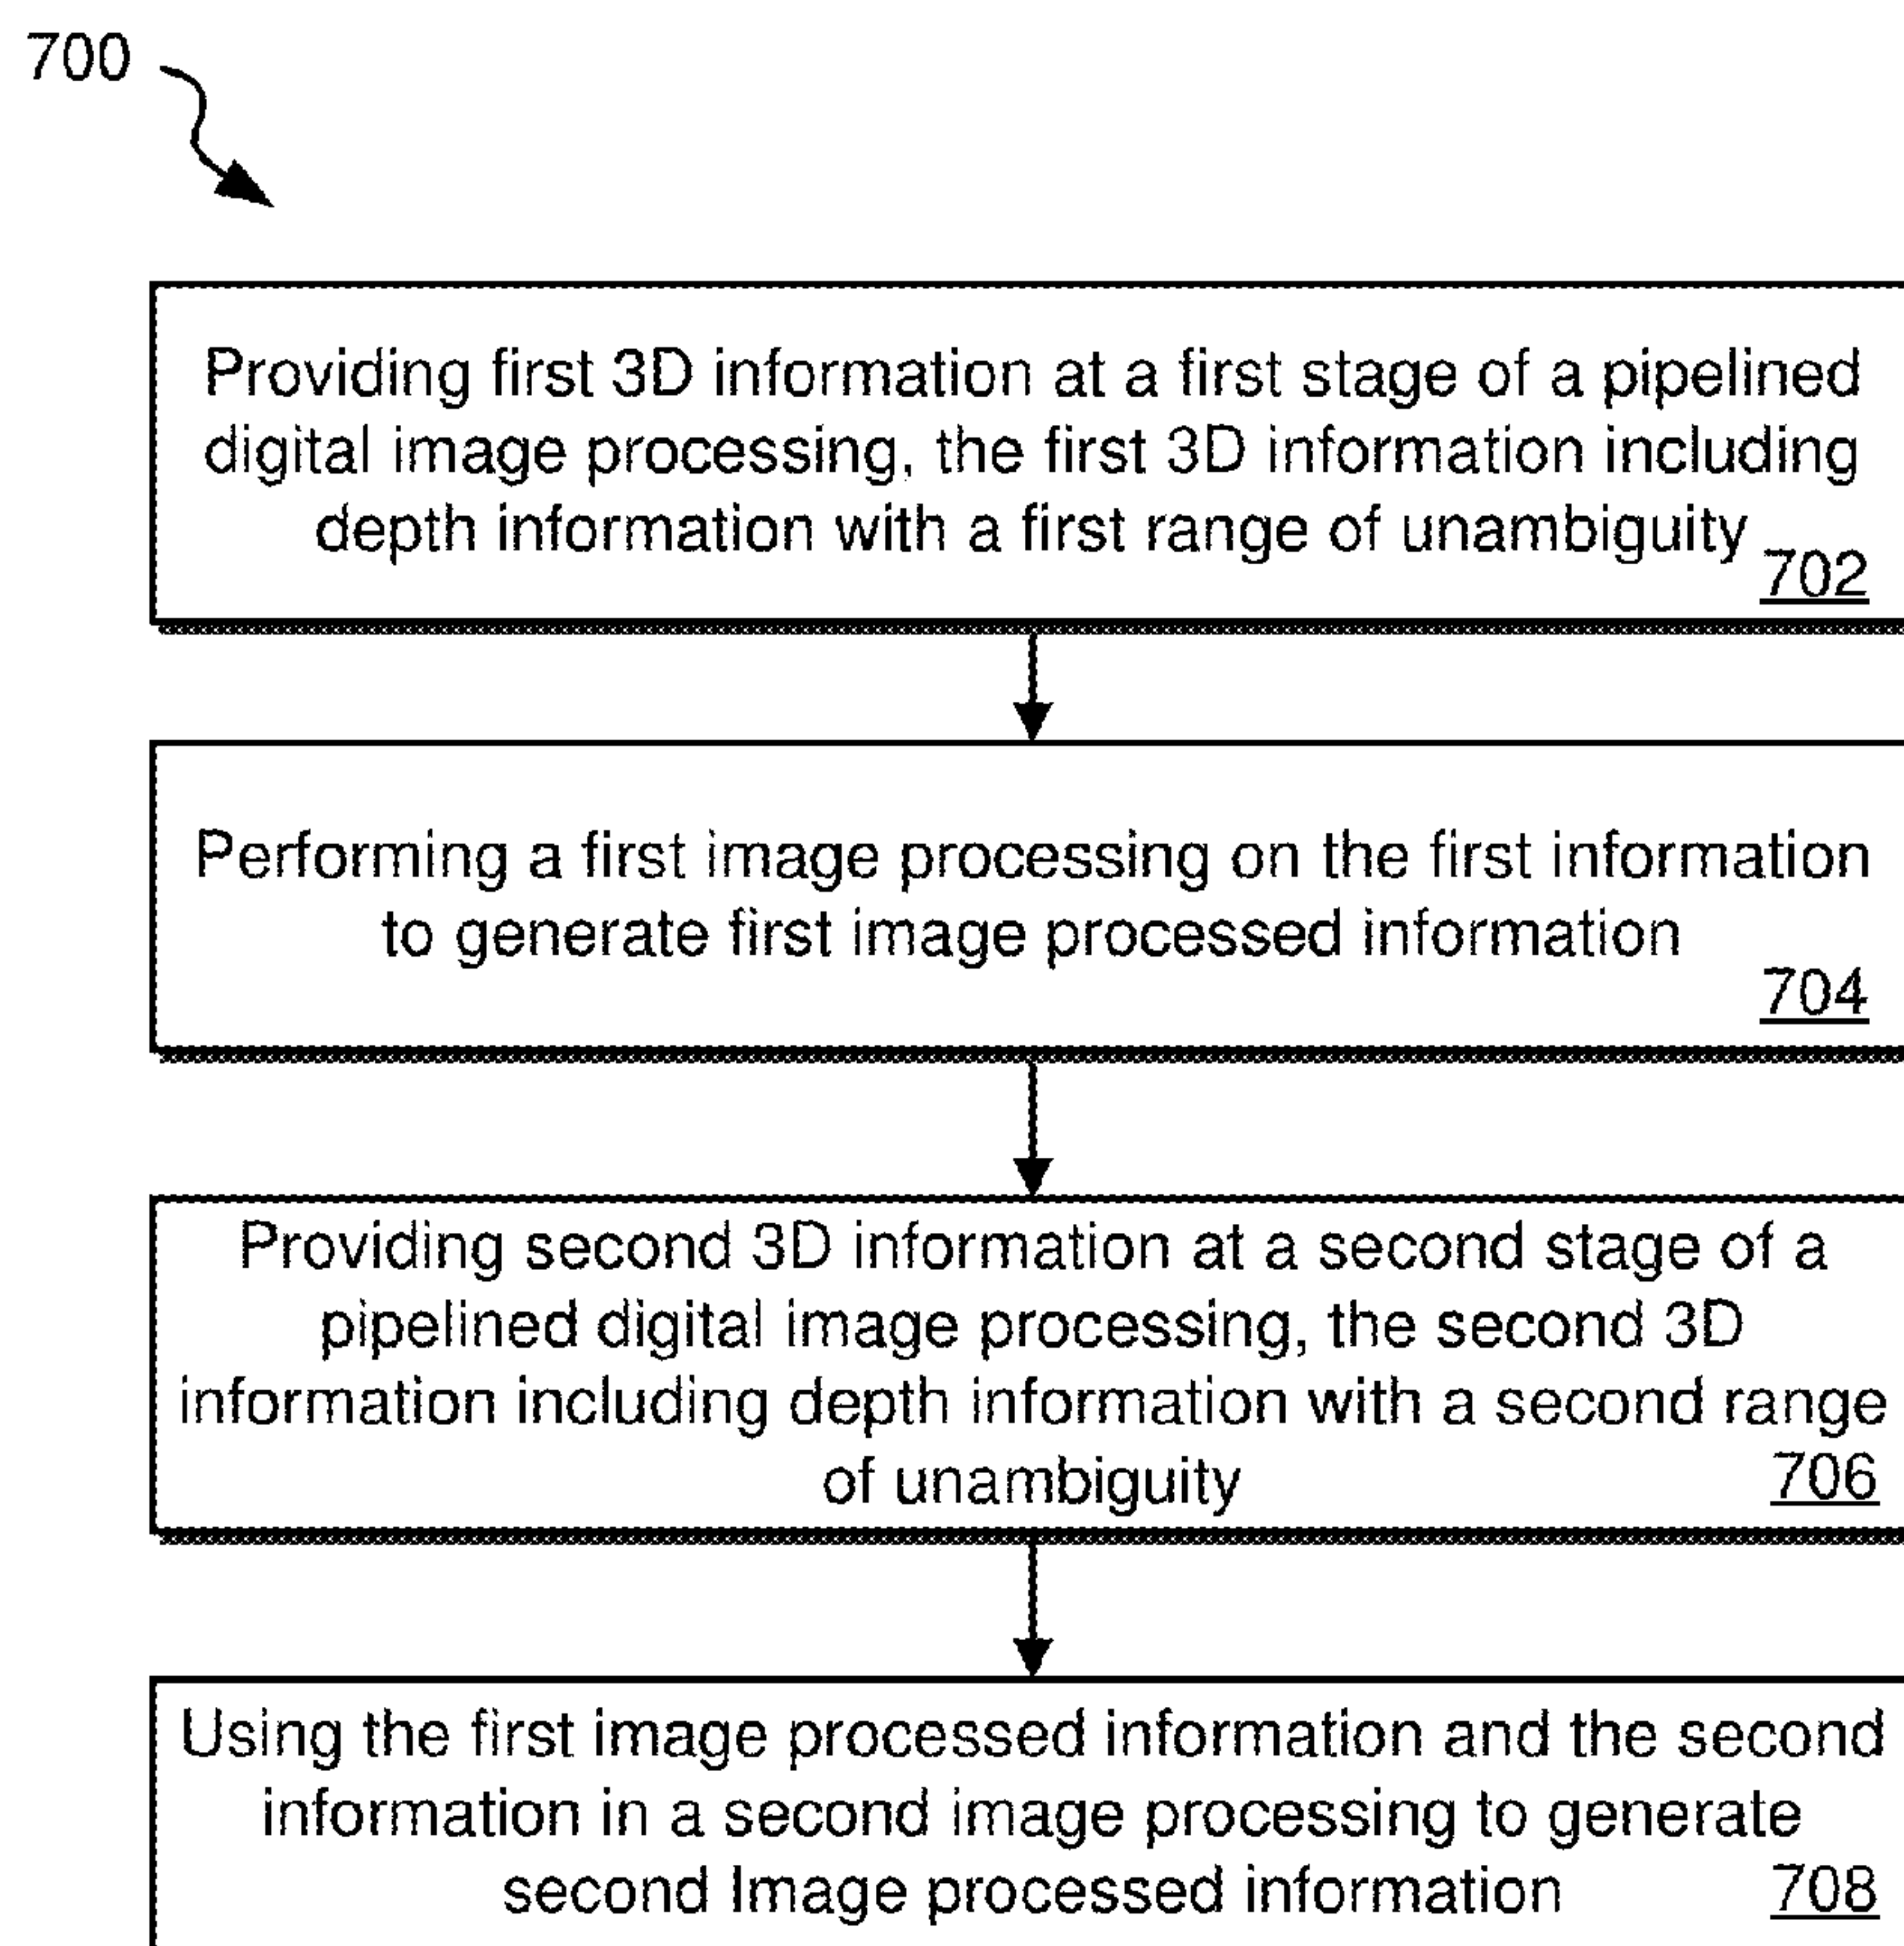 700
Providing first 3D information at a first stage of a pipelined
digital image processing, the first 3D information including
depth information with a first range of unambiguity
702
Performing a first image processing on the first information
to generate first image processed information
704
Providing second 3D information at a second stage of a
pipelined digital image processing, the second 3D
information including depth information with a second range
of unambiguity
706
Using the first image processed information and the second
information in a second image processing to generate
second Image processed information
708